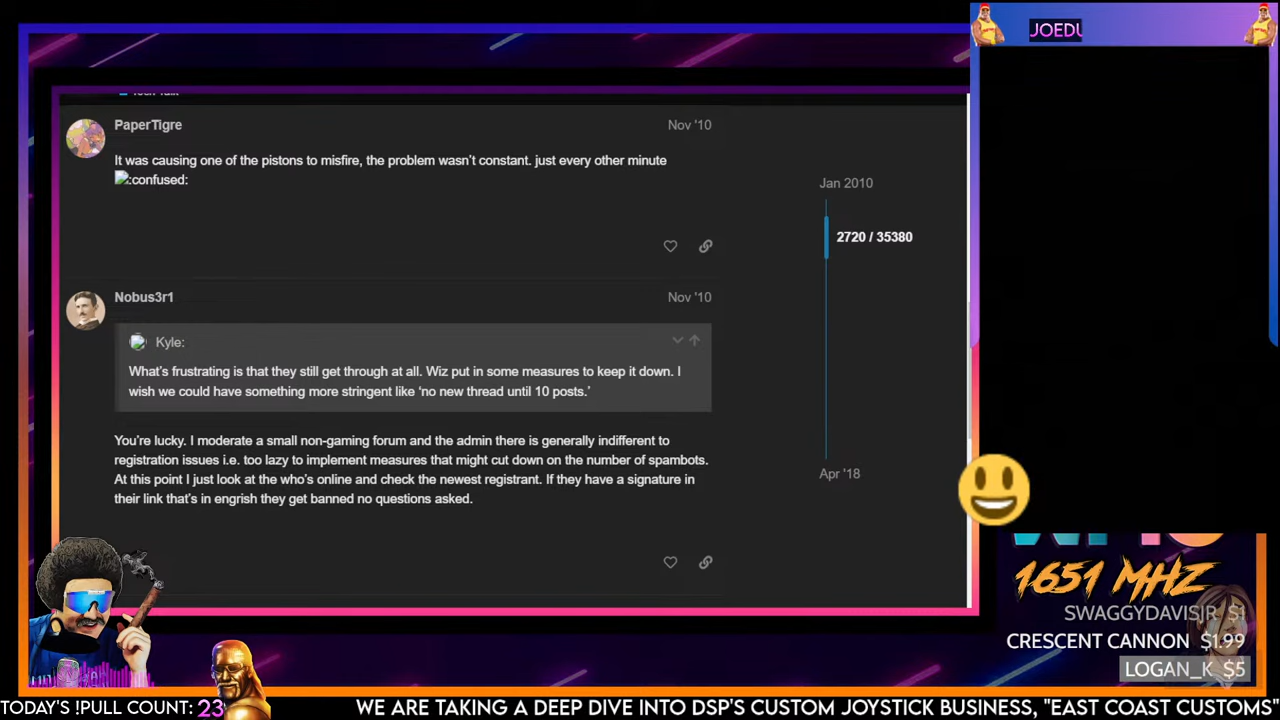 JOEDU
Tech Talk
PaperTigre
Nov '10
It was causing one of the pistons to misfire, the problem wasn't constant. just every other minute
:confused:
Jan 2010
2720 / 35380
Apr '18
Nobus3r1
Nov '10
Kyle:
What's frustrating is that they still get through at all. Wiz put in some measures to keep it down. I
wish we could have something more stringent like 'no new thread until 10 posts.'
You're lucky. I moderate a small non-gaming forum and the admin there is generally indifferent to
registration issues i.e. too lazy to implement measures that might cut down on the number of spambots.
At this point I just look at the who's online and check the newest registrant. If they have a signature in
their link that's in engrish they get banned no questions asked.
1651 MHZ
SWAGGYDAVISJR $1
CRESCENT CANNON $1.99
LOGAN_K $5
TODAY'S !PULL COUNT: 23
WE ARE TAKING A DEEP DIVE INTO DSP'S CUSTOM JOYSTICK BUSINESS, "EAST COAST CUSTOMS"